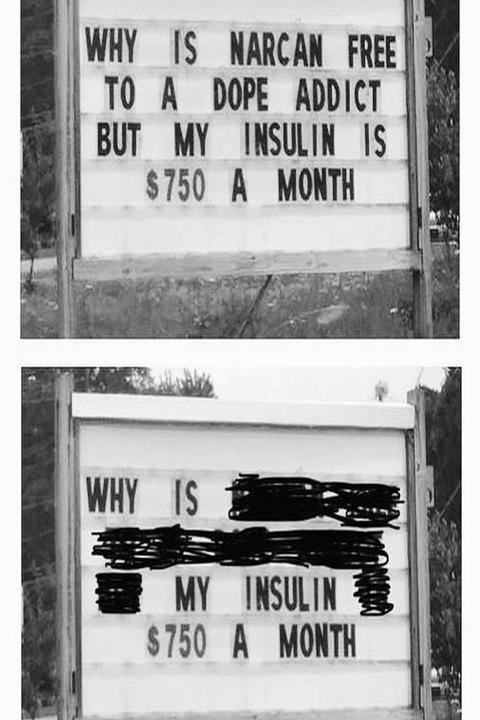 WHY IS NARCAN FREE
TO A DOPE ADDICT
BUT MY INSULIN IS
$750 A MONTH
WHY IS
MY INSULIN
$750 A MONTH